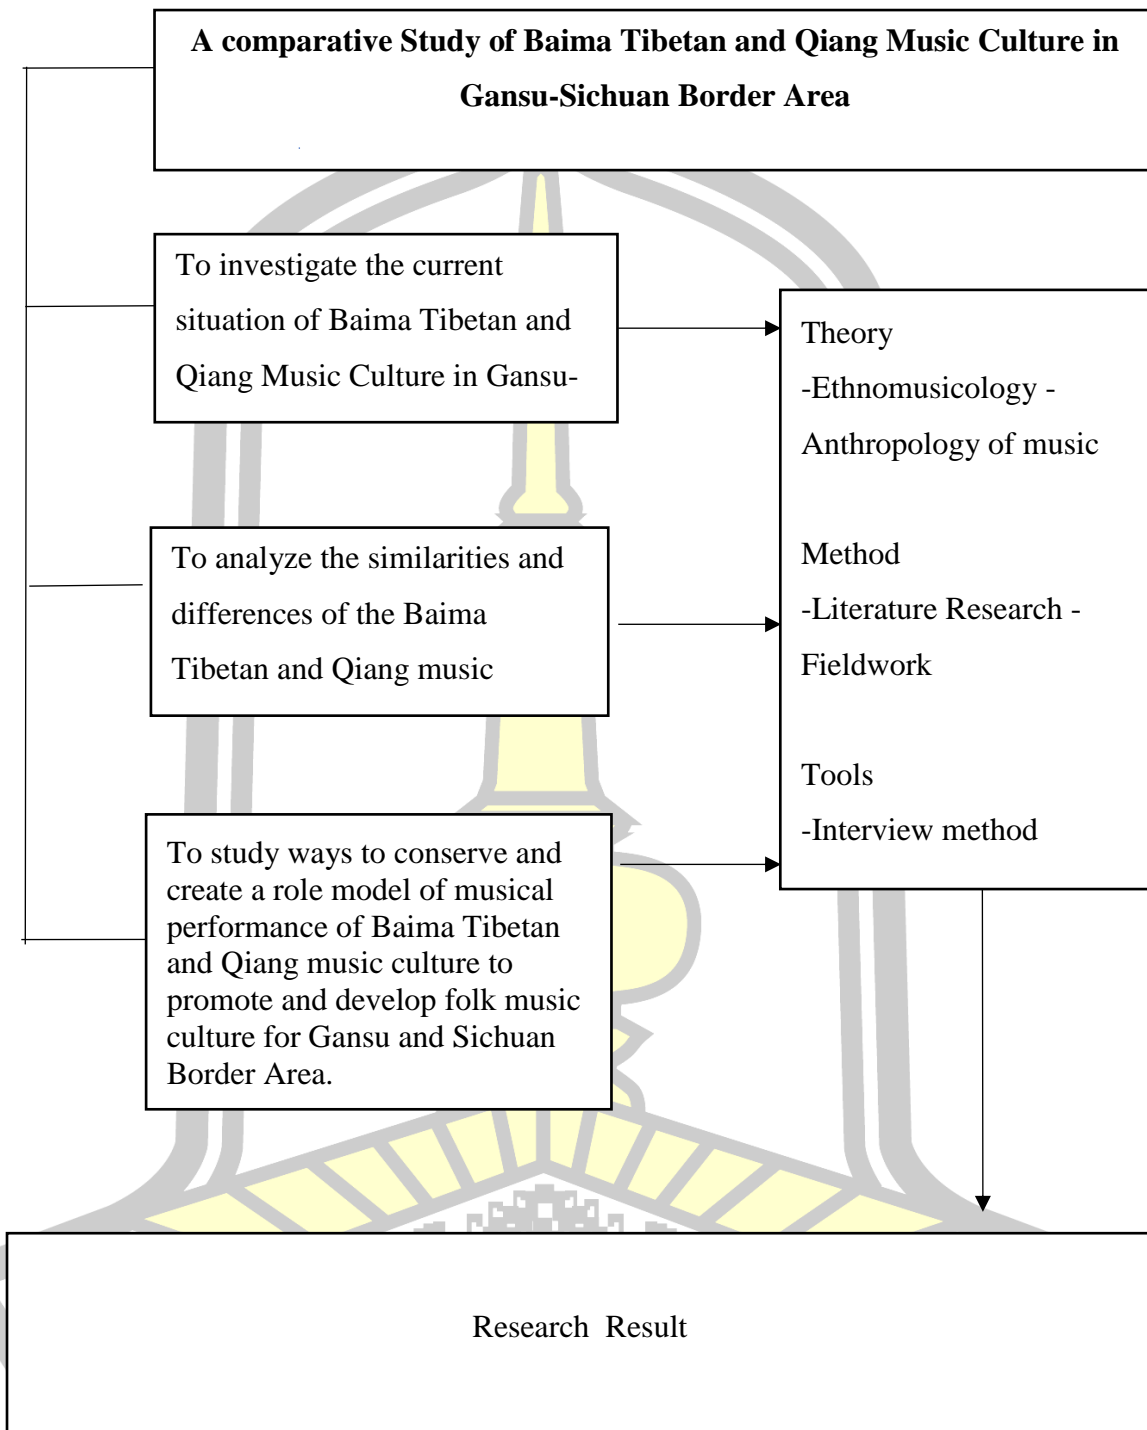 A comparative Study of Baima Tibetan and Qiang Music Culture in
Gansu-Sichuan Border Area
To investigate the current
situation of Baima Tibetan and
Qiang Music Culture in Gansu-
To analyze the similarities and
differences of the Baima
Tibetan and Qiang music
To study ways to conserve and
create a role model of musical
performance of Baima Tibetan
and Qiang music culture to
promote and develop folk music
culture for Gansu and Sichuan
Border Area.
Theory
-Ethnomusicology -
Anthropology of music
Method
-Literature Research -
Fieldwork
Tools
-Interview method
Research Result